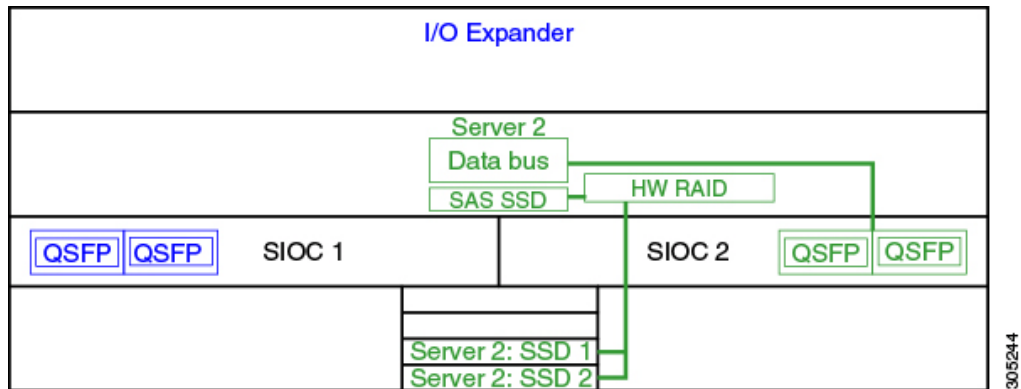 I/O Expander
Server 2
Data bus
HW RAID
SAS SSD
QSFP QSFP SIOC 1 SIOC 2 QSFP QSFP
Server 2: SSD 1
Server 2: SSD 2
305244